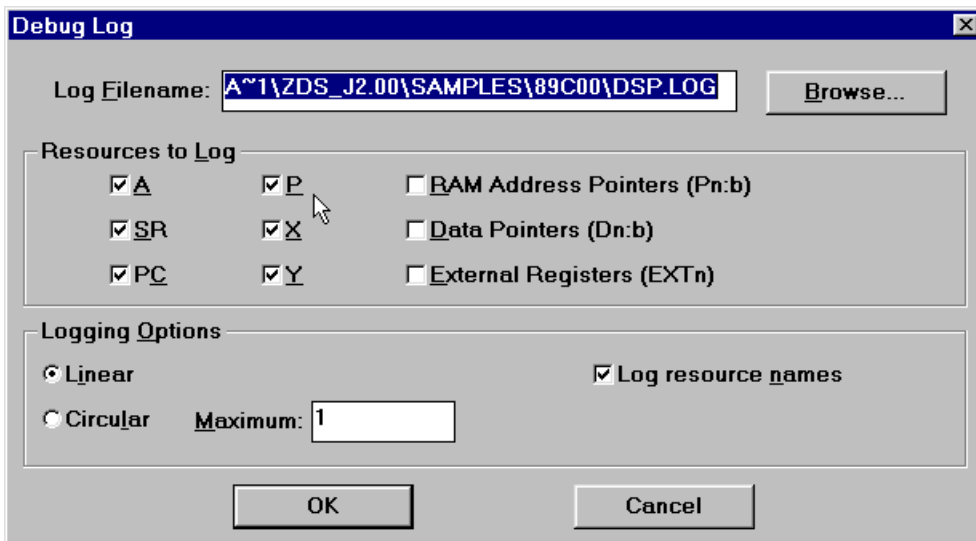 Debug Log
Log Filename: A~1\ZDS_J2.00\SAMPLES\89C00\DSP.LOG Browse...
Resources to Log
A P RAM Address Pointers (Pn:b)
SR X Data Pointers (Dn:b)
PC Y External Registers (EXTn)
Logging Options
Linear Log resource names
Circular Maximum: 1
OK Cancel